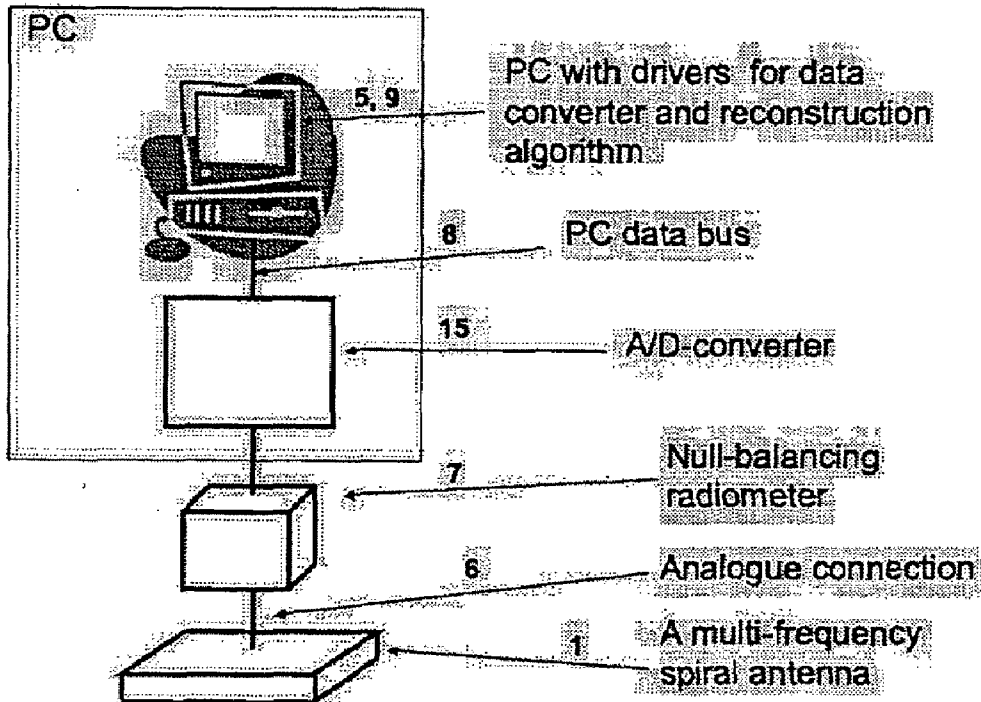 PC
5, 9
PC with drivers for data
converter and reconstruction
algorithm
8
PC data bus
15
A/D-converter
7
Null-balancing
radiometer
6
Analogue connection
1
A multi-frequency
spiral antenna